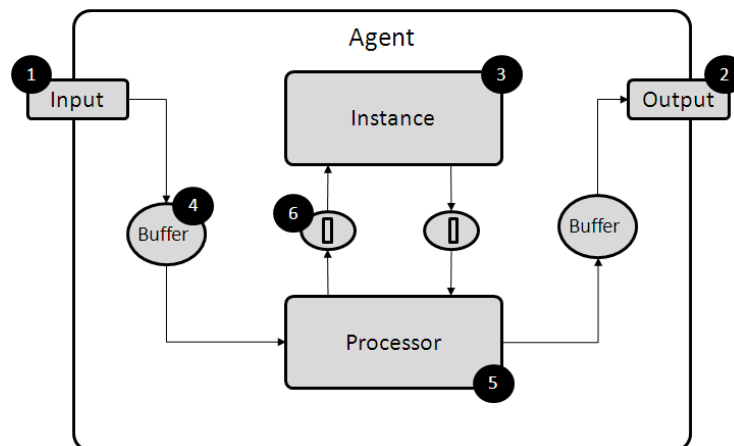 Agent
1
Input
3
Instance
2
Output
4
Buffer
6
Buffer
Processor
5